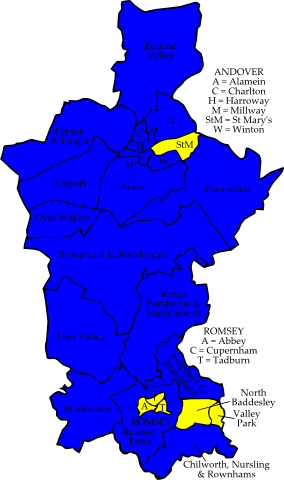 Bourne
Valley
ANDOVER
A = Alamein
C = Charlton
H = Harroway
M = Millway
StM = St Mary's
W = Winton
A
C
H
StM
W
M
Penton
Bellinger
Amport
Anna
Harewood
Over Wallop
Broughton & Stockbridge
Kings
Somborne &
Michelmersh
Dun Valley
ROMSEY
A = Abbey
C = Cupernham
T = Tadburn
Ampfield &
Braishfield
North
Baddesley
Valley
Park
Blackwater
A
C
T
ROMSEY
Romsey
Extra
Chilworth, Nursling
& Rownhams